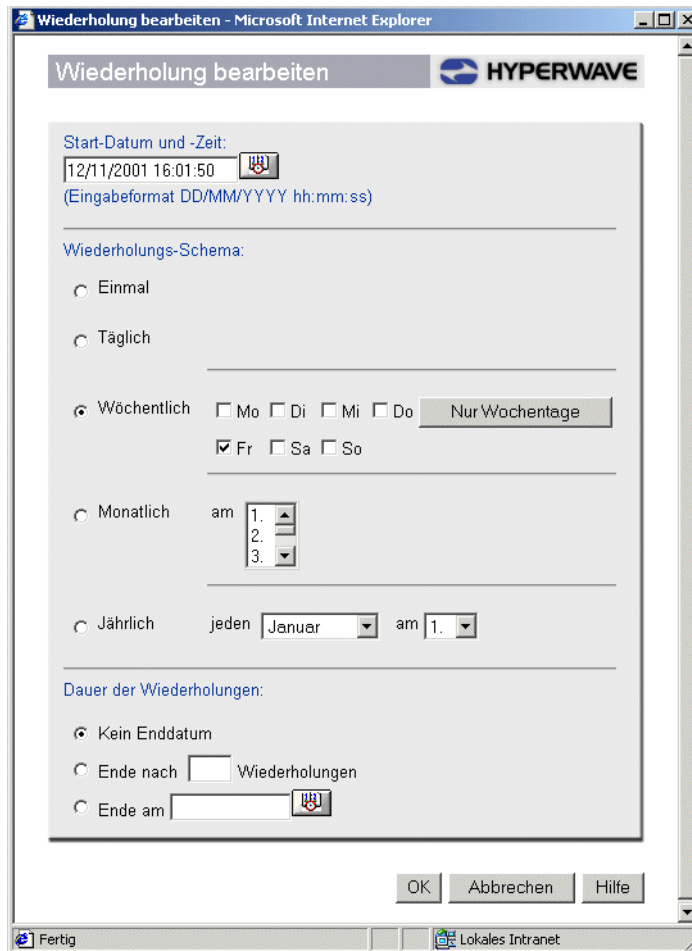 Wiederholung bearbeiten - Microsoft Internet Explorer
Wiederholung bearbeiten HYPERWAVE
Start-Datum und -Zeit:
12/11/2001 16:01:50
(Eingabeformat DD/MM/YYYY hh:mm:ss)
Wiederholungs-Schema:
Einmal
Täglich
Wöchentlich Mo Di Mi Do Nur Wochentage
Fr Sa So
Monatlich am 1.
2.
3.
Jährlich jeden Januar am 1.
Dauer der Wiederholungen:
Kein Enddatum
Ende nach Wiederholungen
Ende am
OK Abbrechen Hilfe
Fertig Lokales Intranet